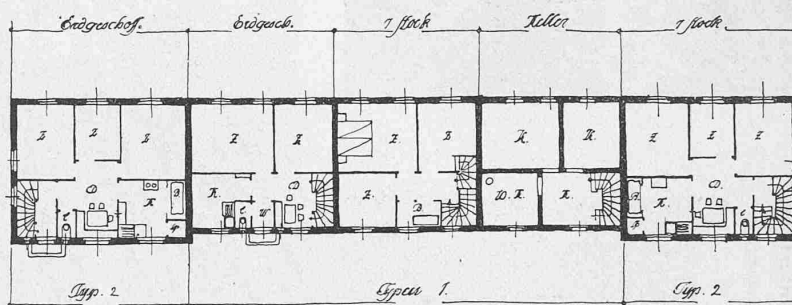 Erdgeschoß. Erdgesch. 1 Stock Keller 1 Stock
Z Z Z Z Z Z Z K. K. Z Z Z
D K B K. D Z B W.K. K. B K D
Typ. 2 Typen 1. Typ. 2